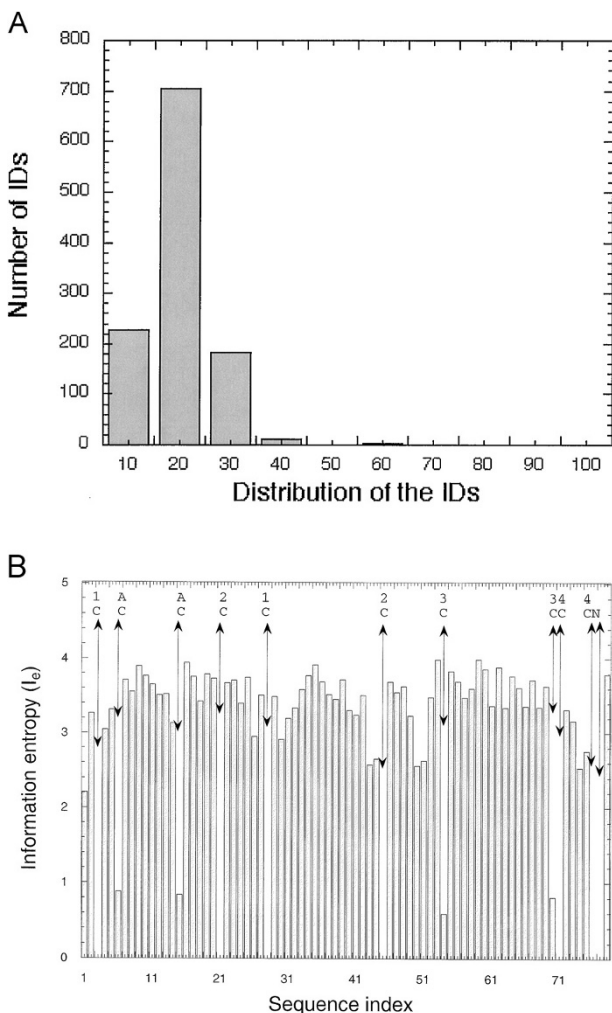 A
800
700
600
500
400
300
200
100
0
Number of IDs
10 20 30 40 50 60 70 80 90 100
Distribution of the IDs
B
5
4
3
2
1
0
Information entropy (Ie)
1 A A 2 1 2 3 34 4
C C C C C C C CC CN
1 11 21 31 41 51 61 71
Sequence index